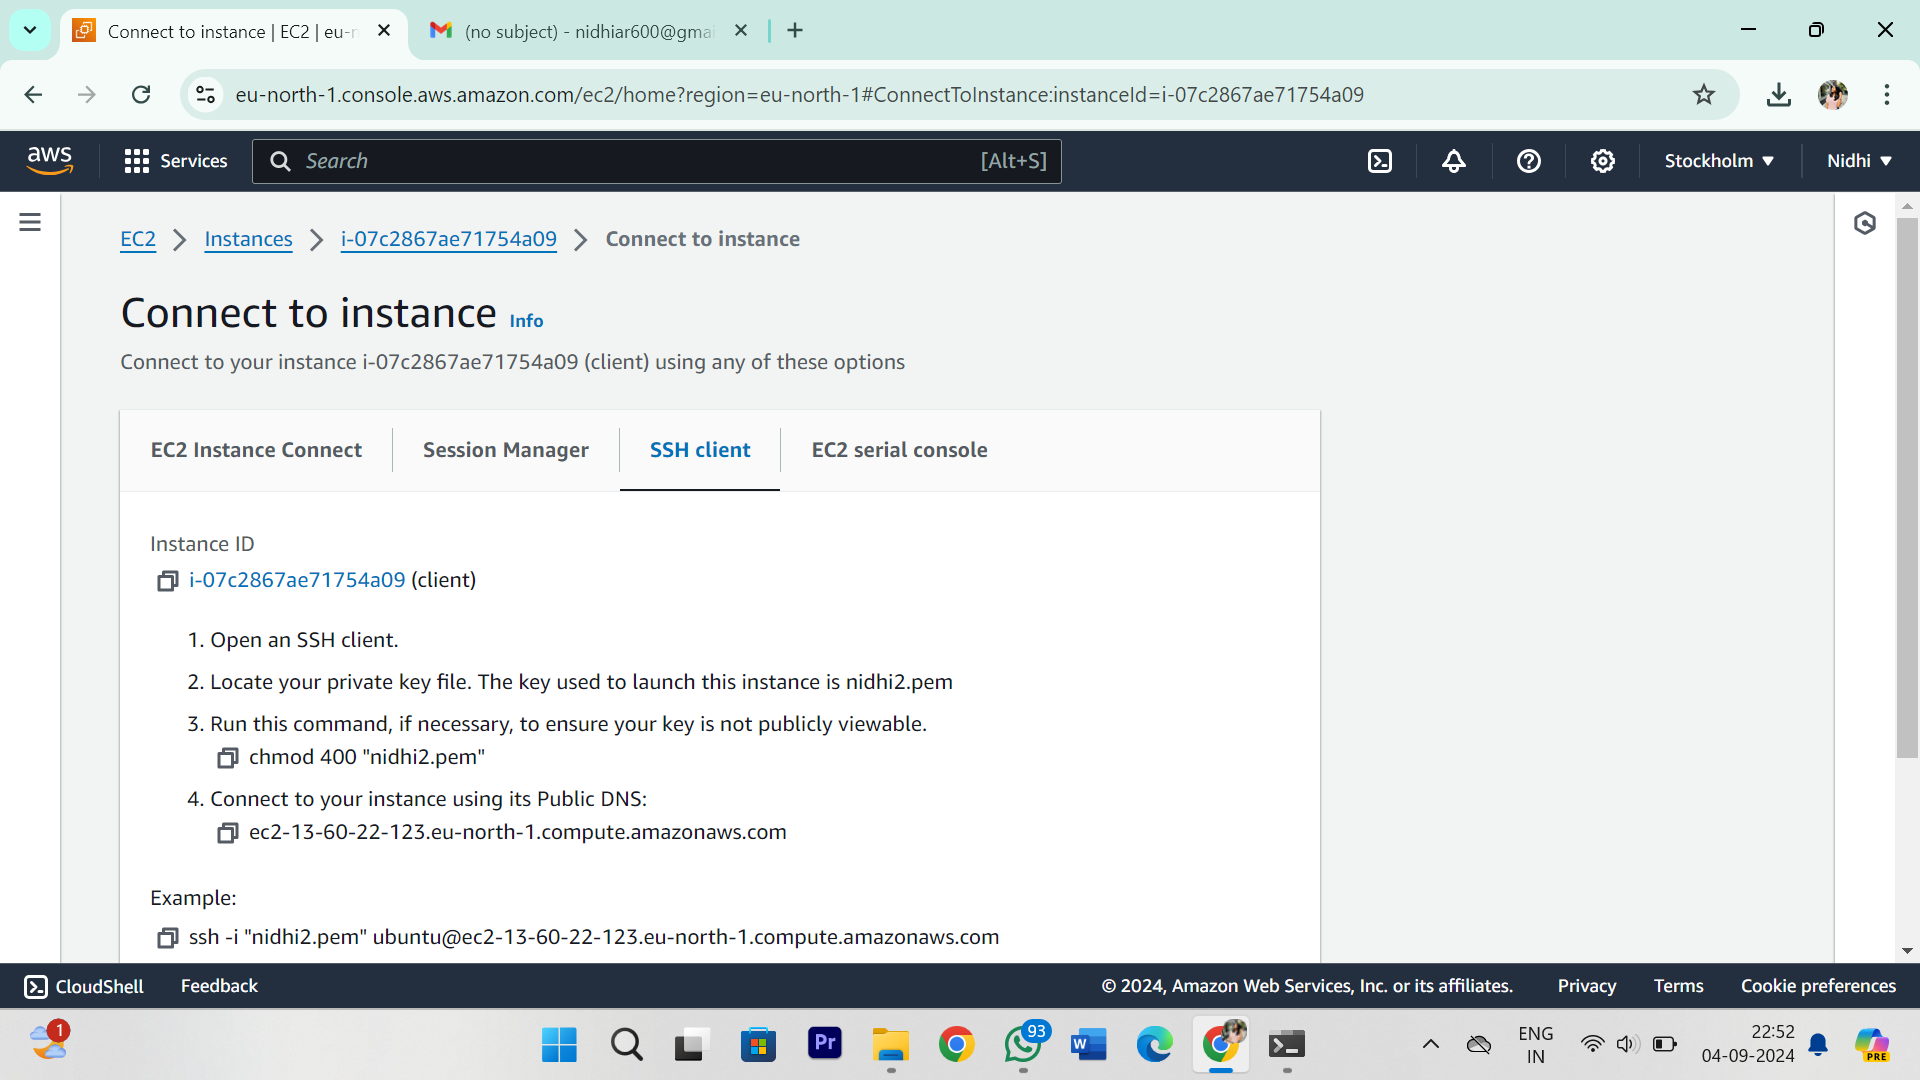 Connect to instance | EC2 | eu-n
(no subject) - nidhiar600@gmai
eu-north-1.console.aws.amazon.com/ec2/home?region=eu-north-1#ConnectToInstance:instanceId=i-07c2867ae71754a09
aws
Services
Search
[Alt+S]
Stockholm
Nidhi
EC2 Instances i-07c2867ae71754a09 Connect to instance
Connect to instance Info
Connect to your instance i-07c2867ae71754a09 (client) using any of these options
EC2 Instance Connect Session Manager SSH client EC2 serial console
Instance ID
i-07c2867ae71754a09 (client)
1. Open an SSH client.
2. Locate your private key file. The key used to launch this instance is nidhi2.pem
3. Run this command, if necessary, to ensure your key is not publicly viewable.
chmod 400 "nidhi2.pem"
4. Connect to your instance using its Public DNS:
ec2-13-60-22-123.eu-north-1.compute.amazonaws.com
Example:
ssh -i "nidhi2.pem" ubuntu@ec2-13-60-22-123.eu-north-1.compute.amazonaws.com
CloudShell Feedback © 2024, Amazon Web Services, Inc. or its affiliates. Privacy Terms Cookie preferences
1
Pr
93
W
ENG
IN
22:52
04-09-2024
PRE